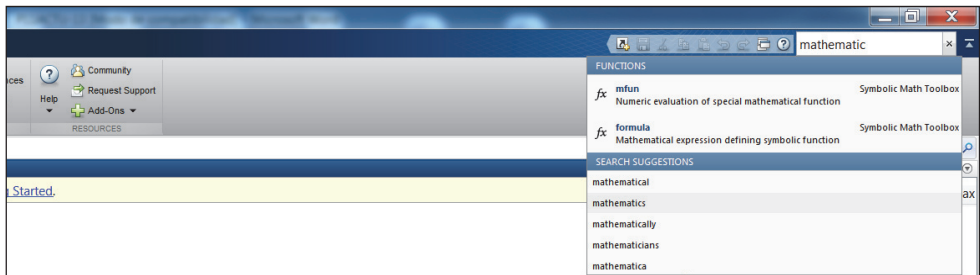 mathematic
FUNCTIONS
fx mfun Symbolic Math Toolbox
Numeric evaluation of special mathematical function
fx formula Symbolic Math Toolbox
Mathematical expression defining symbolic function
SEARCH SUGGESTIONS
mathematical
mathematics
mathematically
mathematicians
mathematica
Community
Request Support
Add-Ons
Help
RESOURCES
Started.